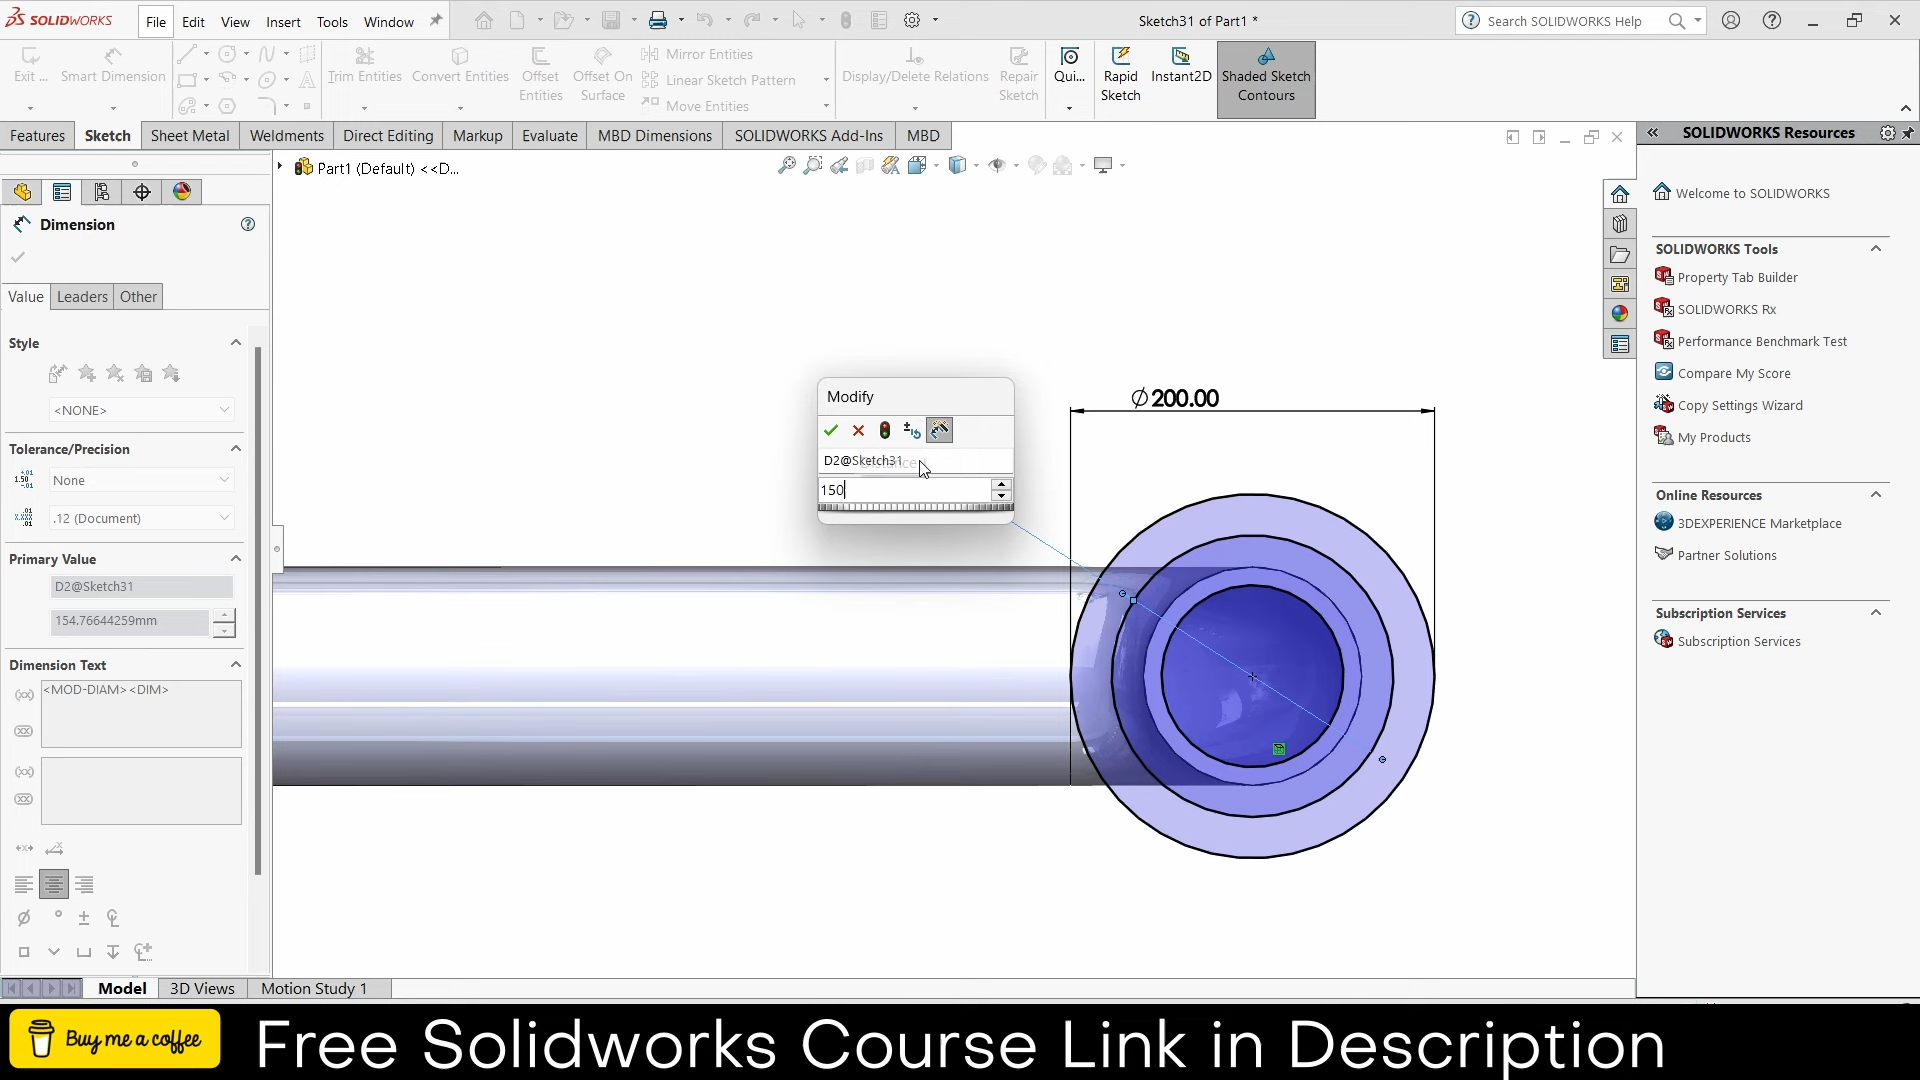 SOLIDWORKS File Edit View Insert Tools Window Sketch31 of Part1 * Search SOLIDWORKS Help
Exit ... Smart Dimension Trim Entities Convert Entities Offset Entities Offset On Surface Mirror Entities Linear Sketch Pattern Move Entities Display/Delete Relations Repair Sketch Qui... Rapid Sketch Instant2D Shaded Sketch Contours
Features Sketch Sheet Metal Weldments Direct Editing Markup Evaluate MBD Dimensions SOLIDWORKS Add-Ins MBD
SOLIDWORKS Resources
Part1 (Default) <<D...
Dimension
Value Leaders Other
Style
<NONE>
Tolerance/Precision
None
.12 (Document)
Primary Value
D2@Sketch31
154.76644259mm
Dimension Text
<MOD-DIAM><DIM>
Modify
D2@Sketch31
150
∅200.00
Welcome to SOLIDWORKS
SOLIDWORKS Tools
Property Tab Builder
SOLIDWORKS Rx
Performance Benchmark Test
Compare My Score
Copy Settings Wizard
My Products
Online Resources
3DEXPERIENCE Marketplace
Partner Solutions
Subscription Services
Subscription Services
Model 3D Views Motion Study 1
Buy me a coffee
Free Solidworks Course Link in Description